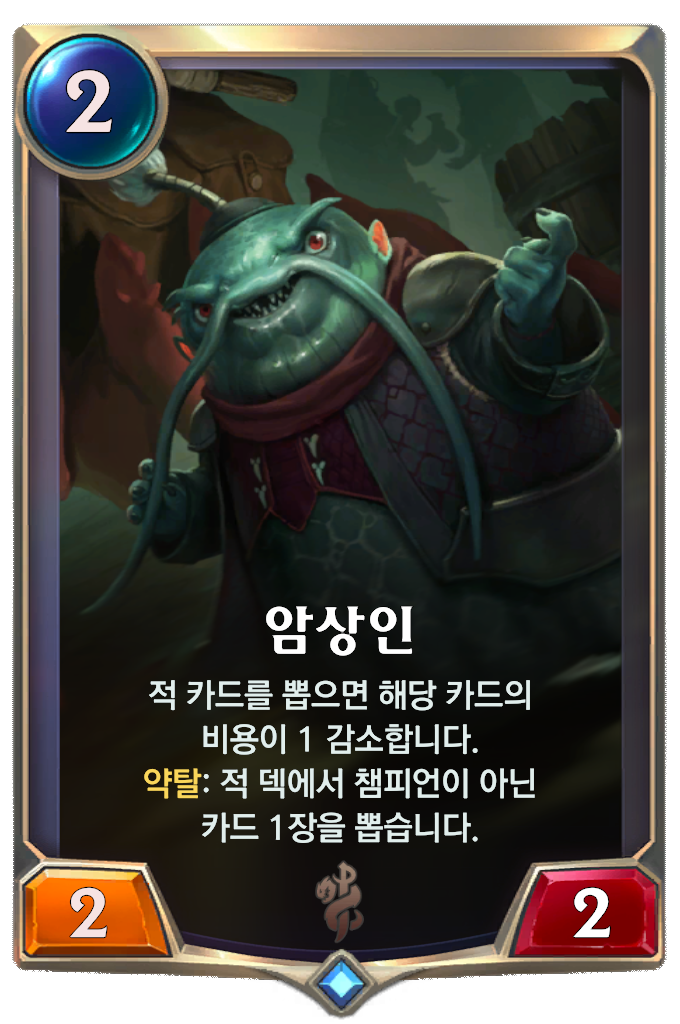 2
암상인
적 카드를 뽑으면 해당 카드의
비용이 1 감소합니다.
약탈: 적 덱에서 챔피언이 아닌
카드 1장을 뽑습니다.
2
2